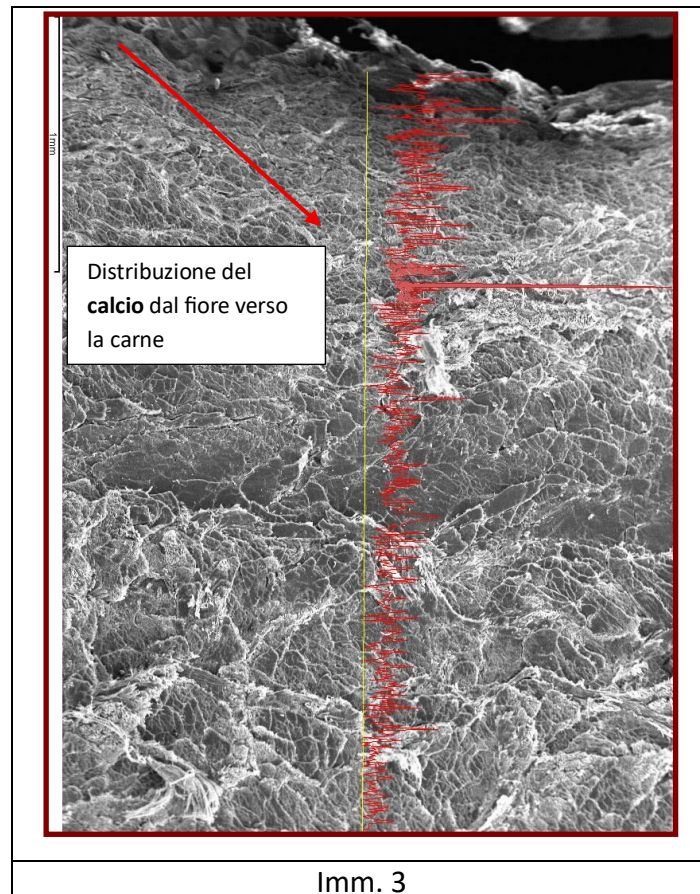 1mm
Distribuzione del
calcio dal fiore verso
la carne
Imm. 3